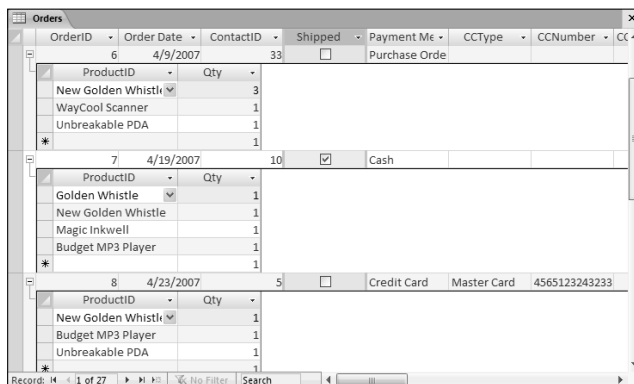 Orders
OrderID Order Date ContactID Shipped Payment Me CCType CCNumber CC
6 4/9/2007 33 Purchase Orde
ProductID Qty
New Golden Whistle 3
WayCool Scanner 1
Unbreakable PDA 1
* 1
7 4/19/2007 10 Cash
ProductID Qty
Golden Whistle 1
New Golden Whistle 1
Magic Inkwell 1
Budget MP3 Player 1
* 1
8 4/23/2007 5 Credit Card Master Card 4565123243233
ProductID Qty
New Golden Whistle 1
Budget MP3 Player 1
Unbreakable PDA 1
* 1
Record: 1 of 27 No Filter Search